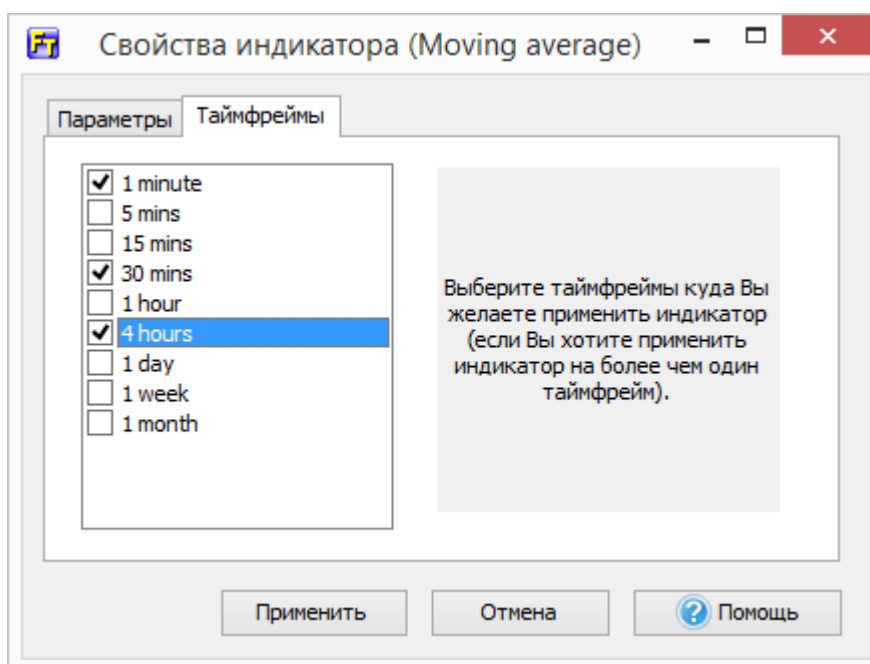 FT Свойства индикатора (Moving average)
Параметры Таймфреймы
1 minute
5 mins
15 mins
30 mins
1 hour
4 hours
1 day
1 week
1 month
Выберите таймфреймы куда Вы
желаете применить индикатор
(если Вы хотите применить
индикатор на более чем один
таймфрейм).
Применить Отмена ? Помощь